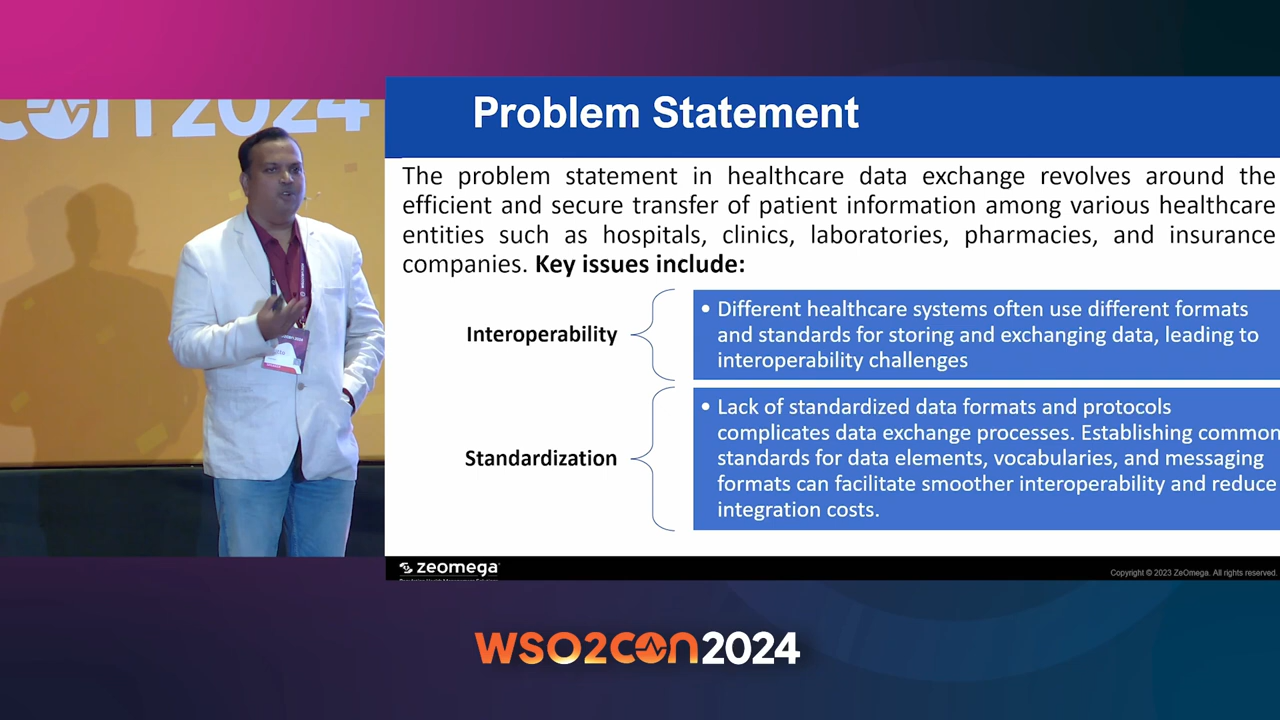 con 2024
Problem Statement
The problem statement in healthcare data exchange revolves around the
efficient and secure transfer of patient information among various healthcare
entities such as hospitals, clinics, laboratories, pharmacies, and insurance
companies. Key issues include:
Interoperability
• Different healthcare systems often use different formats
and standards for storing and exchanging data, leading to
interoperability challenges
Standardization
• Lack of standardized data formats and protocols
complicates data exchange processes. Establishing common
standards for data elements, vocabularies, and messaging
formats can facilitate smoother interoperability and reduce
integration costs.
zeomega
Copyright © 2023 ZeOmega. All rights reserved.
WSO2CON2024